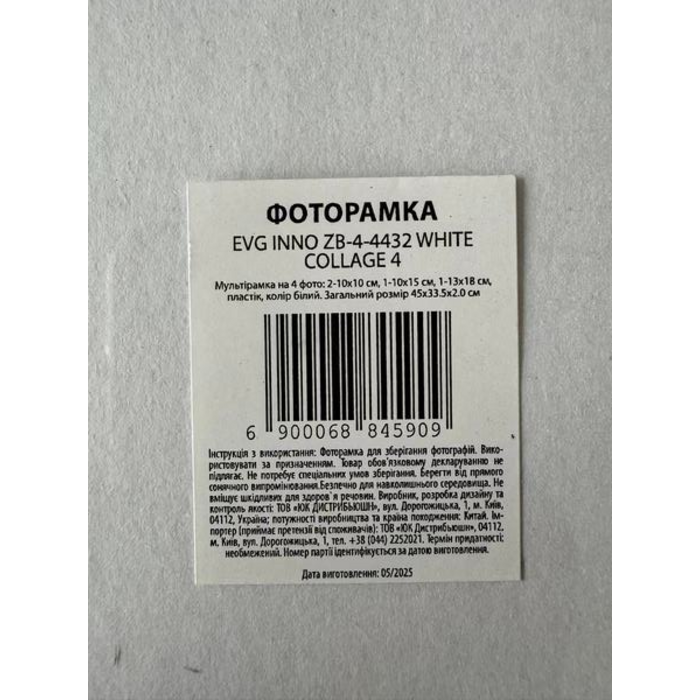 ФОТОРАМКА
EVG INNO ZB-4-4432 WHITE
COLLAGE 4
Мультірамка на 4 фото: 2-10х10 см, 1-10х15 см, 1-13х18 см,
пластік, колір білий. Загальний розмір 45х33.5х2.0 см
6 900068 845909
Інструкція з використання: Фоторамка для зберігання фотографій. Вико-
ристовувати за призначенням. Товар обов'язковому декларуванню не
підлягає. Не потребує спеціальних умов зберігання. Берегти від прямого
сонячного випромінювання.Безпечно для навколишнього середовища. Не
вміщує шкідливих для здоров`я речовин. Виробник, розробка дизайну та
контроль якості: ТОВ «ЮК ДИСТРИБЬЮШН», вул. Дорогожицька, 1, м. Київ,
04112, Україна; потужності виробництва та країна походження: Китай. Ім-
портер (приймає претензії від споживачів): ТОВ «ЮК Дистрибьюшн», 04112,
м. Київ, вул. Дорогожицька, 1, тел. +38 (044) 2252021. Термін придатності:
необмежений. Номер партії ідентифікується за датою виготовлення.
Дата виготовлення: 05/2025